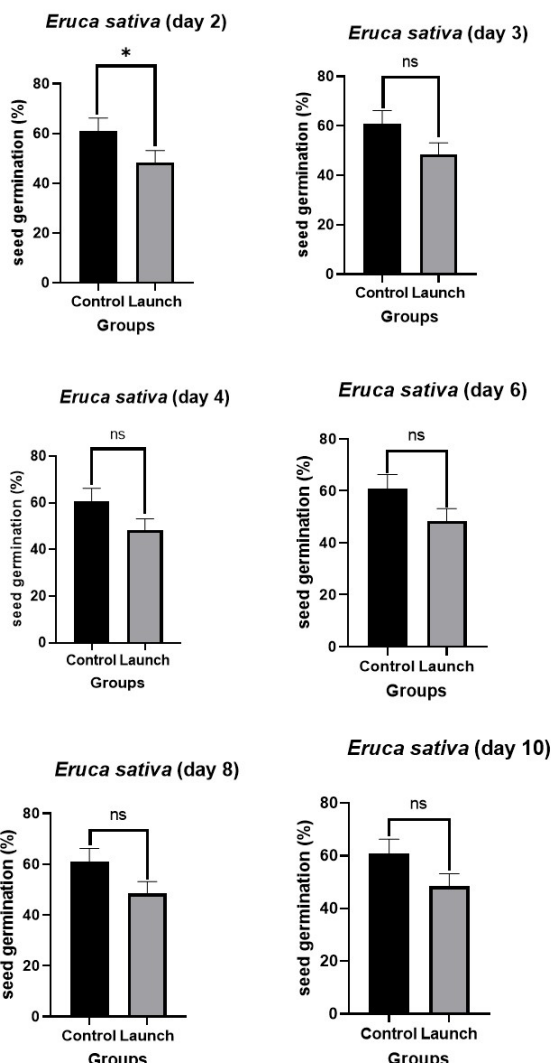 Eruca sativa (day 2)
*
seed germination (%)
80
60
40
20
0
Control Launch
Groups
Eruca sativa (day 3)
ns
seed germination (%)
80
60
40
20
0
Control Launch
Groups
Eruca sativa (day 4)
ns
seed germination (%)
80
60
40
20
0
Control Launch
Groups
Eruca sativa (day 6)
ns
seed germination (%)
80
60
40
20
0
Control Launch
Groups
Eruca sativa (day 8)
ns
seed germination (%)
80
60
40
20
0
Control Launch
Groups
Eruca sativa (day 10)
ns
seed germination (%)
80
60
40
20
0
Control Launch
Groups